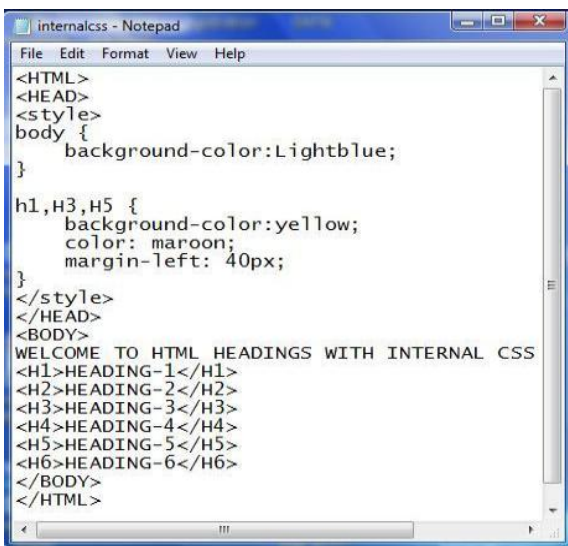 internalcss - Notepad
File Edit Format View Help
<HTML>
<HEAD>
<style>
body {
    background-color:Lightblue;
}

h1,H3,H5 {
    background-color:yellow;
    color: maroon;
    margin-left: 40px;
}
</style>
</HEAD>
<BODY>
WELCOME TO HTML HEADINGS WITH INTERNAL CSS
<H1>HEADING-1</H1>
<H2>HEADING-2</H2>
<H3>HEADING-3</H3>
<H4>HEADING-4</H4>
<H5>HEADING-5</H5>
<H6>HEADING-6</H6>
</BODY>
</HTML>